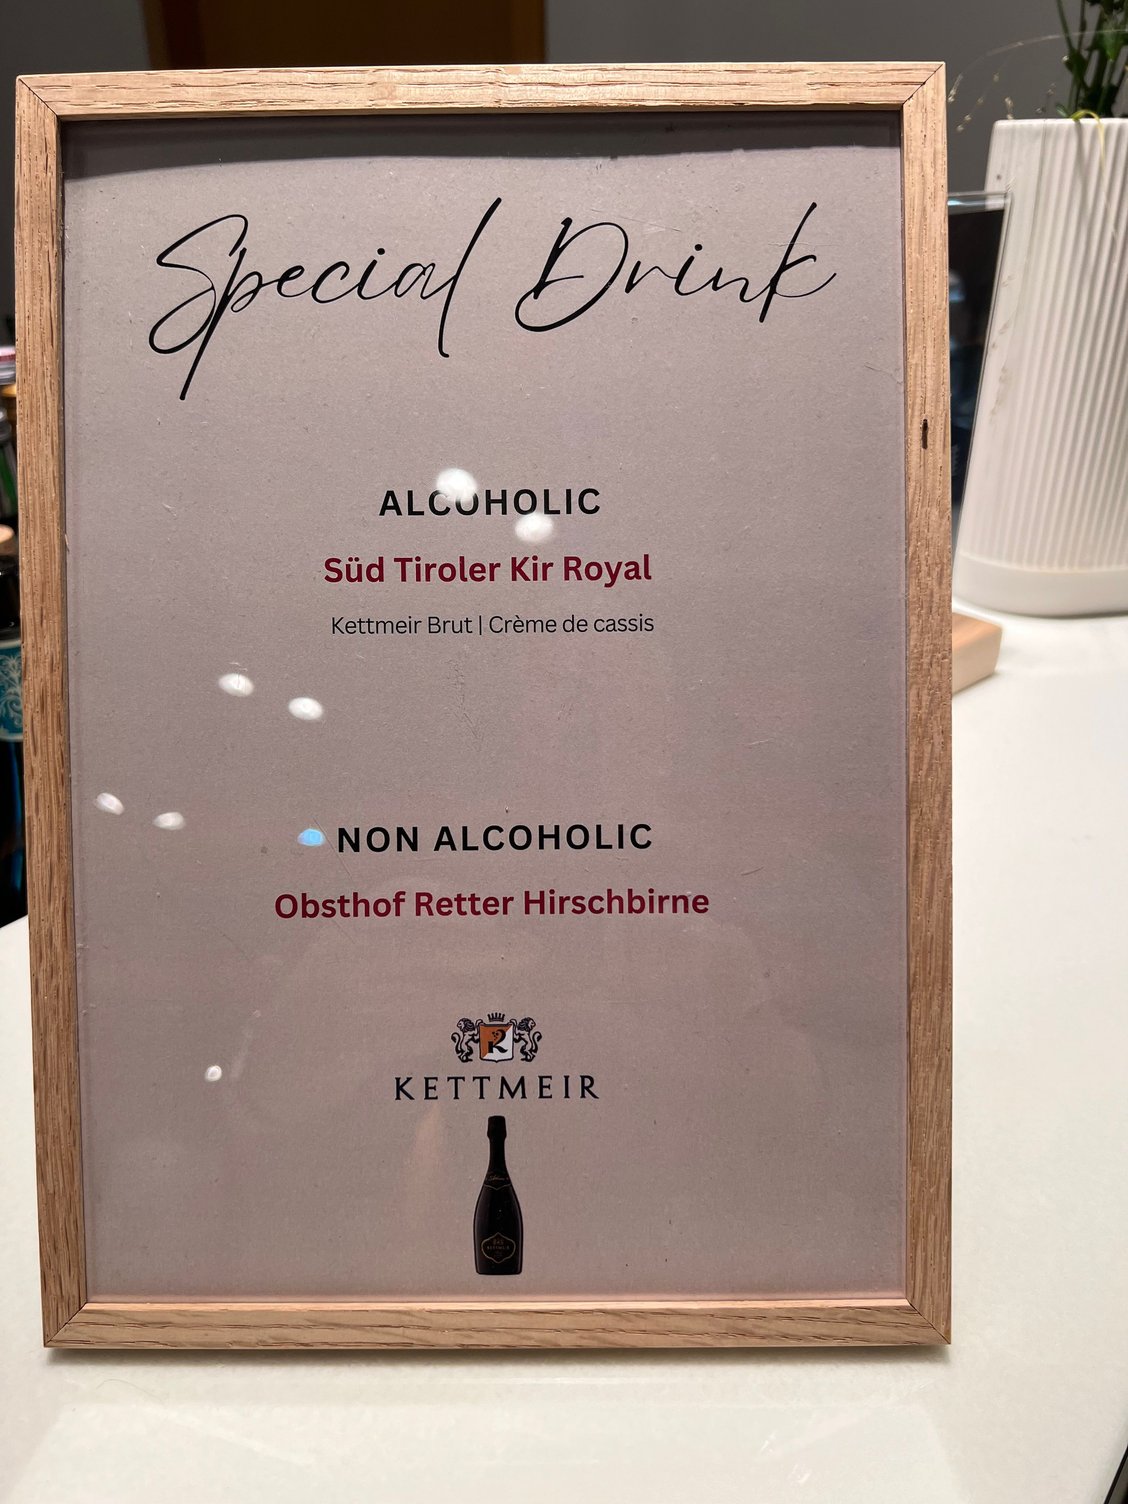 Special Drink
ALCOHOLIC
Süd Tiroler Kir Royal
Kettmeir Brut | Crème de cassis
NON ALCOHOLIC
Obsthof Retter Hirschbirne
KETTMEIR